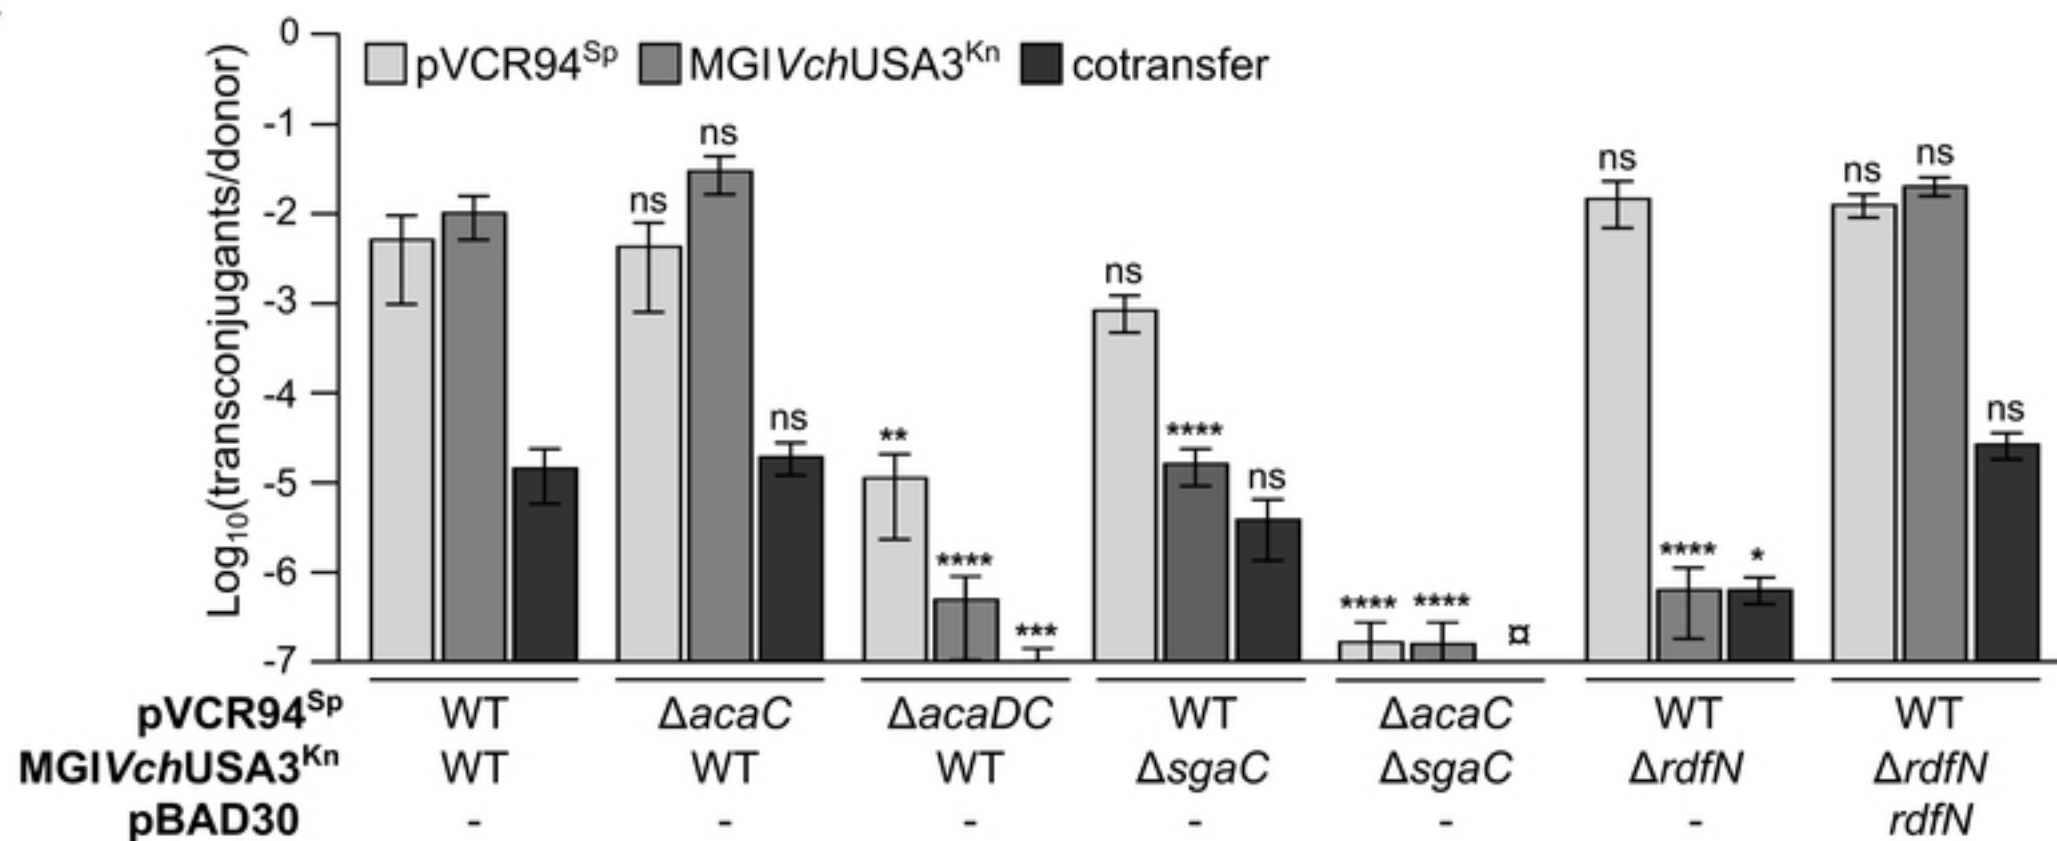 0
pVCR94Sp MGIVchUSA3Kn cotransfer
Log10(transconjugants/donor)
-1
-2
-3
-4
-5
-6
-7
ns
ns
ns
**
****
***
ns
****
ns
****
****
¤
ns
****
*
ns
ns
ns
pVCR94Sp WT ΔacaC ΔacaDC WT ΔacaC WT WT
MGIVchUSA3Kn WT WT WT ΔsgaC ΔsgaC ΔrdfN ΔrdfN
pBAD30 - - - - - - rdfN